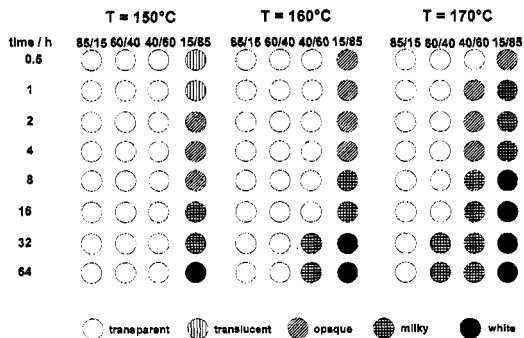 T = 150°C T = 160°C T = 170°C
time / h 85/15 60/40 40/60 15/85 85/15 60/40 40/60 15/85 85/15 60/40 40/60 15/85
0.5
1
2
4
8
16
32
64
transparent translucent opaque milky white